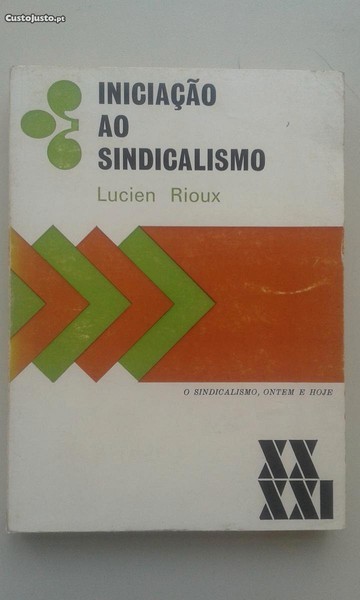 CustoJusto.pt
INICIAÇÃO
AO
SINDICALISMO
Lucien Rioux
O SINDICALISMO, ONTEM E HOJE
XX
XXI